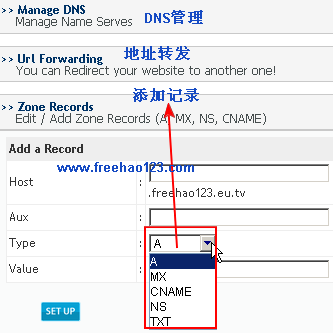 >> Manage DNS
Manage Name Serves
DNS管理
>> Url Forwarding
地址转发
You can Redirect your website to another one!
添加记录
>> Zone Records
Edit / Add Zone Records (A, MX, NS, CNAME)
Add a Record
www.freehao123.com
Host :
.freehao123.eu.tv
Aux :
Type : A
A
MX
CNAME
NS
TXT
Value :
SET UP